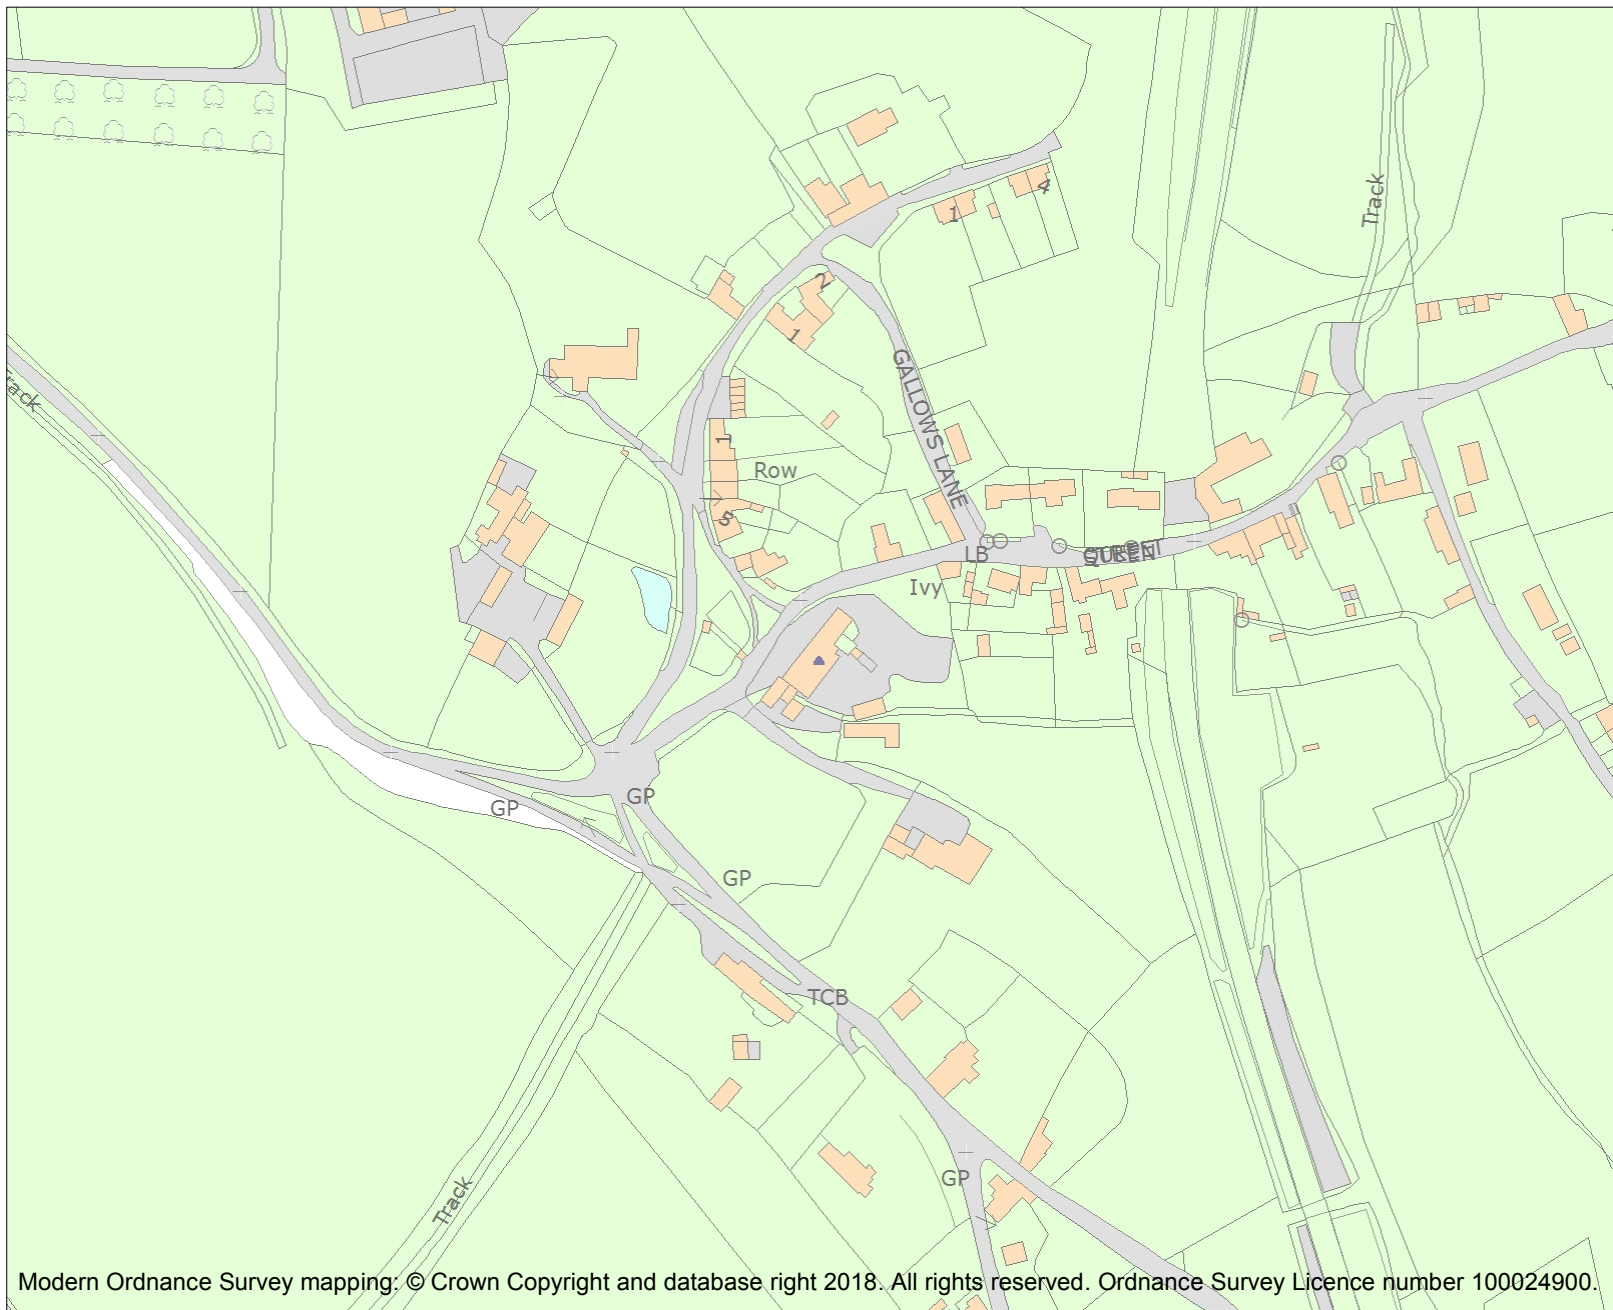 Track
4
1
2
1
GALLOWS LANE
1
Row
5
LB
QUEEN
STREET
Ivy
Track
GP
GP
GP
TCB
GP
Track
Modern Ordnance Survey mapping: © Crown Copyright and database right 2018. All rights reserved. Ordnance Survey Licence number 100024900.